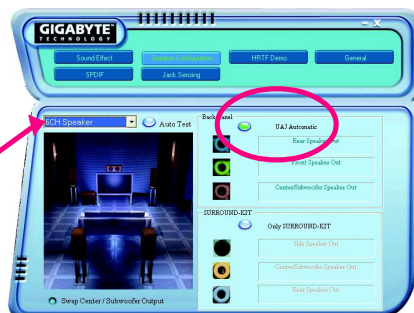 GIGABYTE
TECHNOLOGY
Sound Effect
Speaker Configuration
HRTF Demo
General
SPDIF
Jack Sensing
6CH Speaker
Auto Test
Back Panel
UAJ Automatic
Rear Speaker Out
Front Speaker Out
Center/Subwoofer Speaker Out
SURROUND-KIT
Only SURROUND-KIT
Side Speaker Out
Center/Subwoofer Speaker Out
Rear Speaker Out
Swap Center / Subwoofer Output